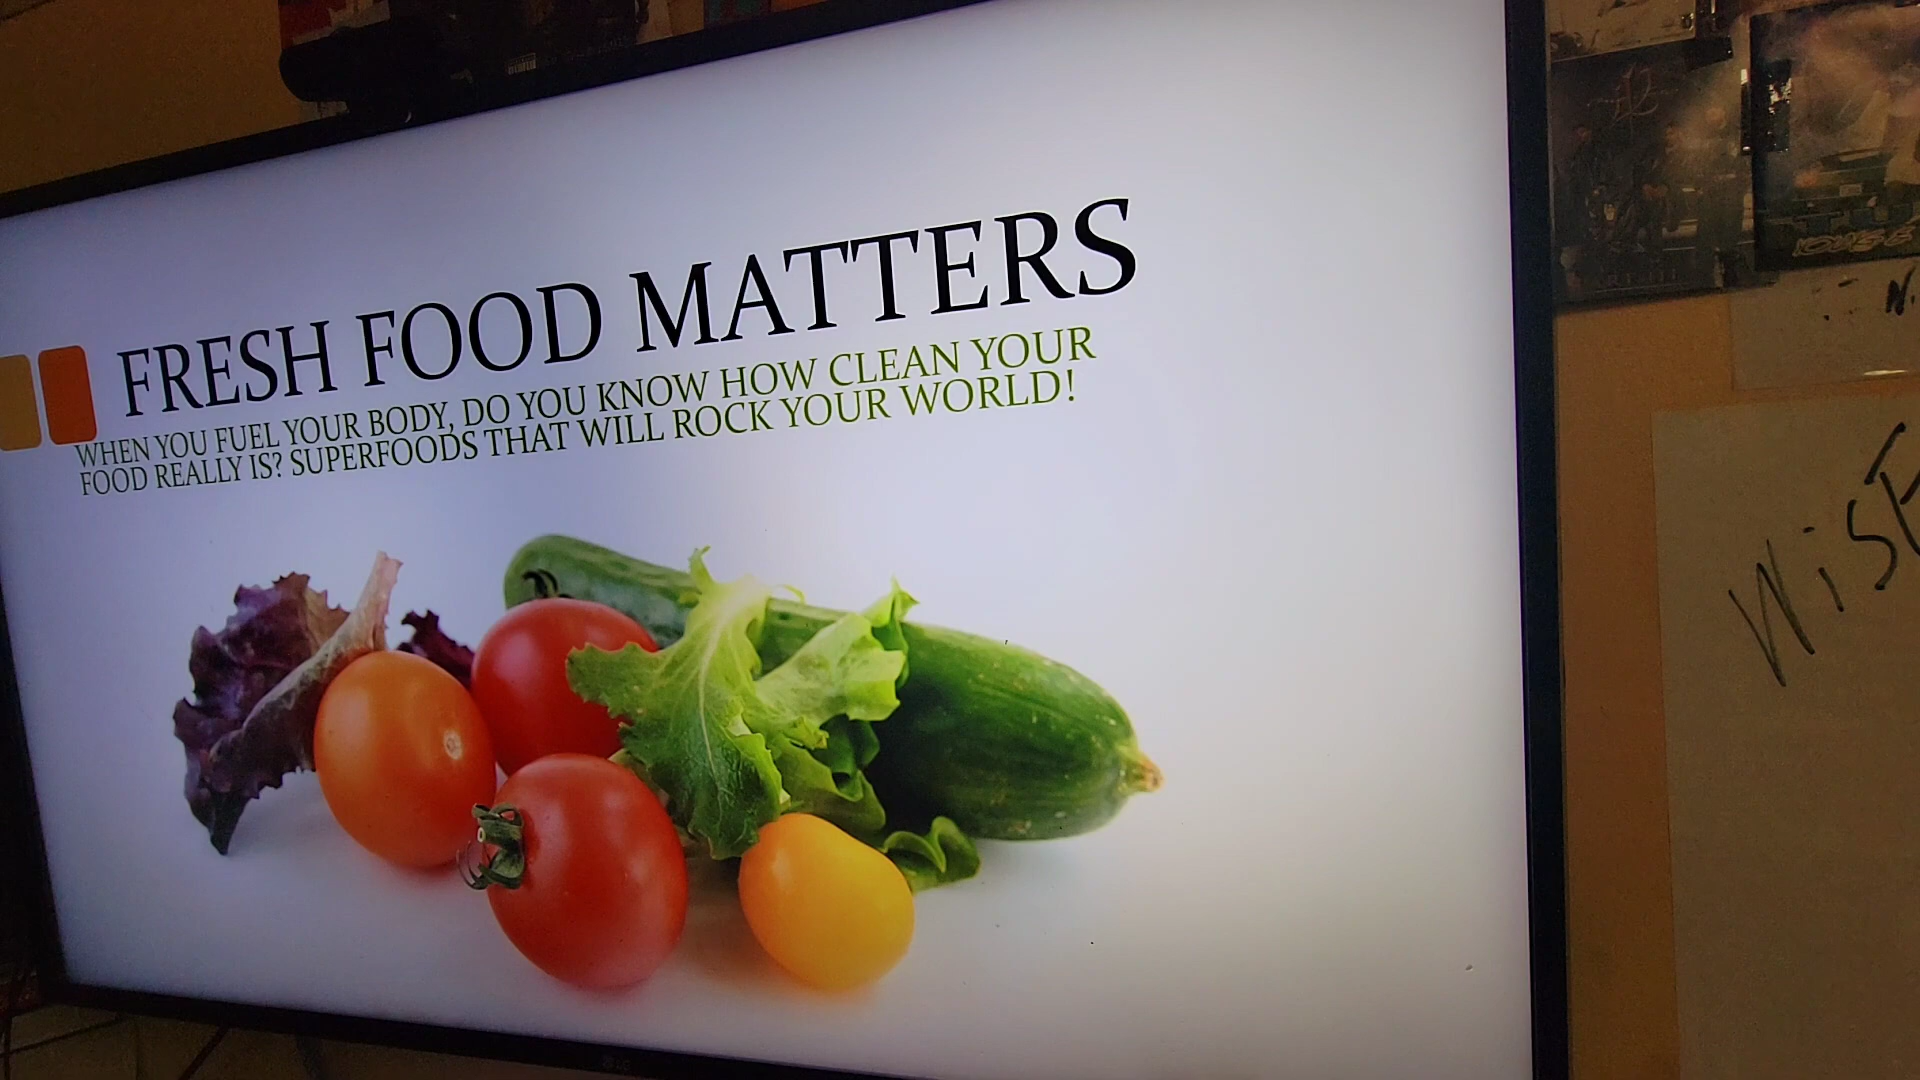 FRESH FOOD MATTERS
WHEN YOU FUEL YOUR BODY, DO YOU KNOW HOW CLEAN YOUR
FOOD REALLY IS? SUPERFOODS THAT WILL ROCK YOUR WORLD!
N.
WiSE